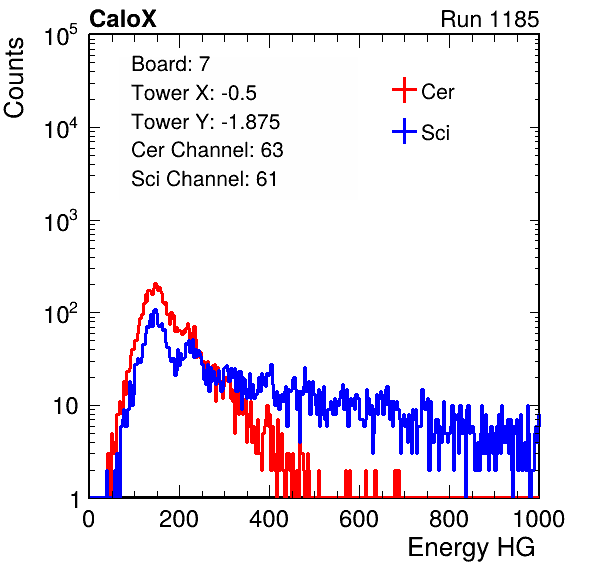 CaloX Run 1185
Counts
Board: 7
Tower X: -0.5
Tower Y: -1.875
Cer Channel: 63
Sci Channel: 61
Cer
Sci
10^5
10^4
10^3
10^2
10
1
0 200 400 600 800 1000
Energy HG